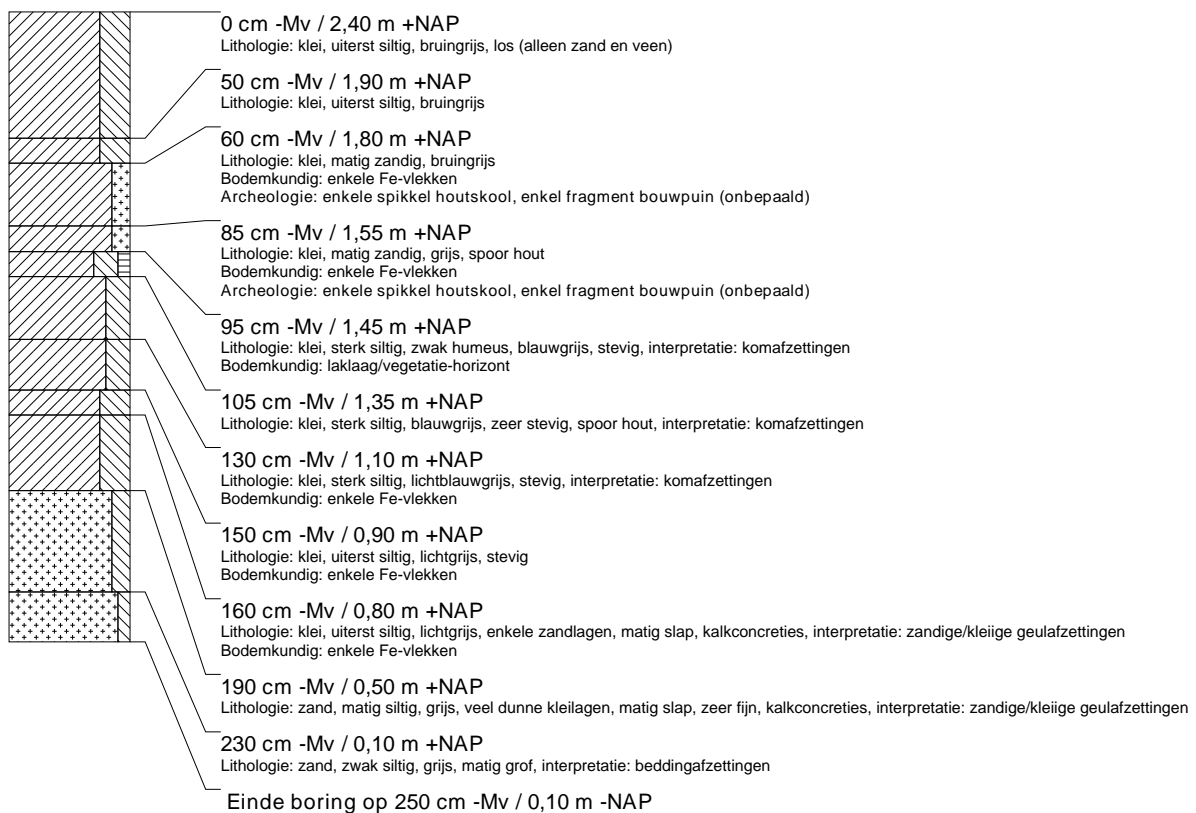 0 cm -Mv / 2,40 m +NAP
Lithologie: klei, uiterst siltig, bruingrijs, los (alleen zand en veen)
50 cm -Mv / 1,90 m +NAP
Lithologie: klei, uiterst siltig, bruingrijs
60 cm -Mv / 1,80 m +NAP
Lithologie: klei, matig zandig, bruingrijs
Bodemkundig: enkele Fe-vlekken
Archeologie: enkele spikkel houtskool, enkel fragment bouwpuin (onbepaald)
85 cm -Mv / 1,55 m +NAP
Lithologie: klei, matig zandig, grijs, spoor hout
Bodemkundig: enkele Fe-vlekken
Archeologie: enkele spikkel houtskool, enkel fragment bouwpuin (onbepaald)
95 cm -Mv / 1,45 m +NAP
Lithologie: klei, sterk siltig, zwak humeus, blauwgrijs, stevig, interpretatie: komafzettingen
Bodemkundig: laklaag/vegetatie-horizont
105 cm -Mv / 1,35 m +NAP
Lithologie: klei, sterk siltig, blauwgrijs, zeer stevig, spoor hout, interpretatie: komafzettingen
130 cm -Mv / 1,10 m +NAP
Lithologie: klei, sterk siltig, lichtblauwgrijs, stevig, interpretatie: komafzettingen
Bodemkundig: enkele Fe-vlekken
150 cm -Mv / 0,90 m +NAP
Lithologie: klei, uiterst siltig, lichtgrijs, stevig
Bodemkundig: enkele Fe-vlekken
160 cm -Mv / 0,80 m +NAP
Lithologie: klei, uiterst siltig, lichtgrijs, enkele zandlagen, matig slap, kalkconcreties, interpretatie: zandige/kleiige geulafzettingen
Bodemkundig: enkele Fe-vlekken
190 cm -Mv / 0,50 m +NAP
Lithologie: zand, matig siltig, grijs, veel dunne kleilagen, matig slap, zeer fijn, kalkconcreties, interpretatie: zandige/kleiige geulafzettingen
230 cm -Mv / 0,10 m +NAP
Lithologie: zand, zwak siltig, grijs, matig grof, interpretatie: beddingafzettingen
Einde boring op 250 cm -Mv / 0,10 m -NAP